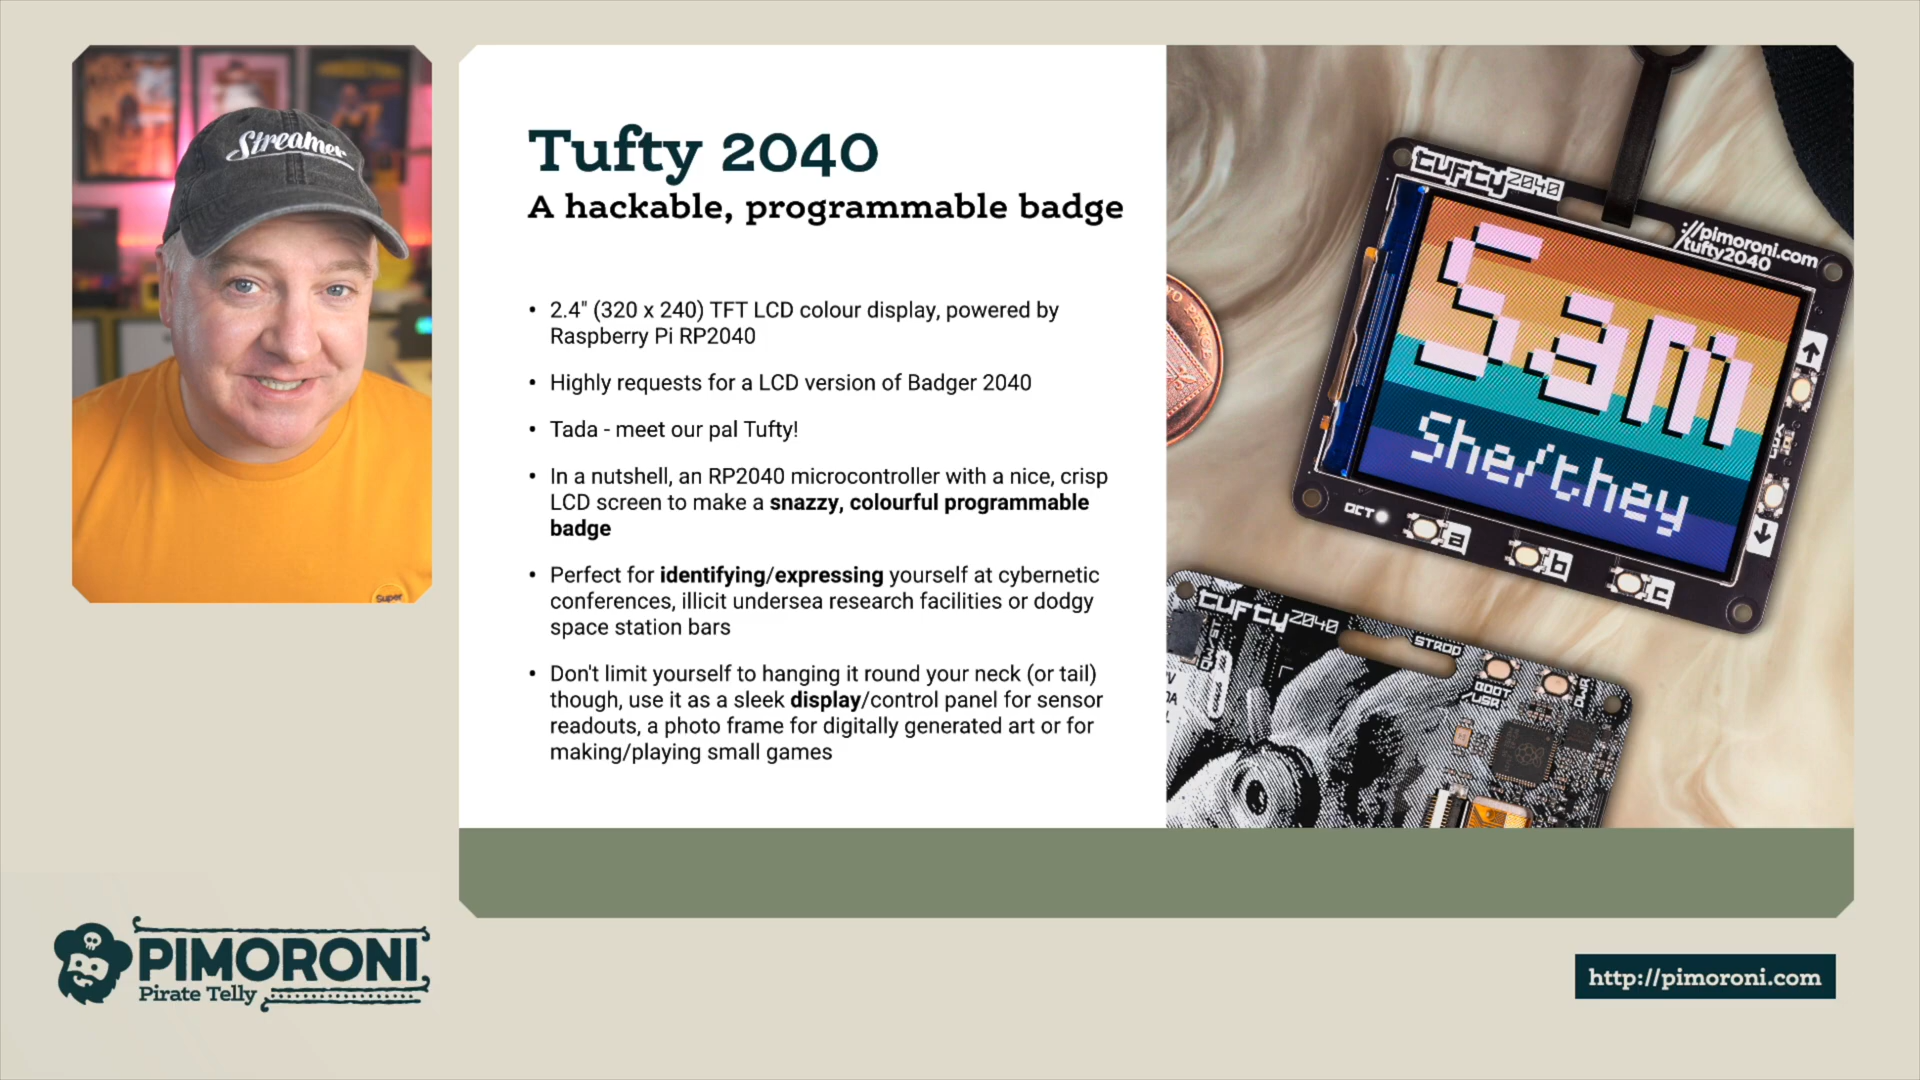 Streamer
Super
Tufty 2040
A hackable, programmable badge
• 2.4" (320 x 240) TFT LCD colour display, powered by
Raspberry Pi RP2040
• Highly requests for a LCD version of Badger 2040
• Tada - meet our pal Tufty!
• In a nutshell, an RP2040 microcontroller with a nice, crisp
LCD screen to make a snazzy, colourful programmable
badge
• Perfect for identifying/expressing yourself at cybernetic
conferences, illicit undersea research facilities or dodgy
space station bars
• Don't limit yourself to hanging it round your neck (or tail)
though, use it as a sleek display/control panel for sensor
readouts, a photo frame for digitally generated art or for
making/playing small games
tufty2040
://pimoroni.com
/tufty2040
Sam
She/they
act
a
b
c
tufty2040
QW/ST
STROD
BOOT
/USR
PIMORONI
Pirate Telly
http://pimoroni.com